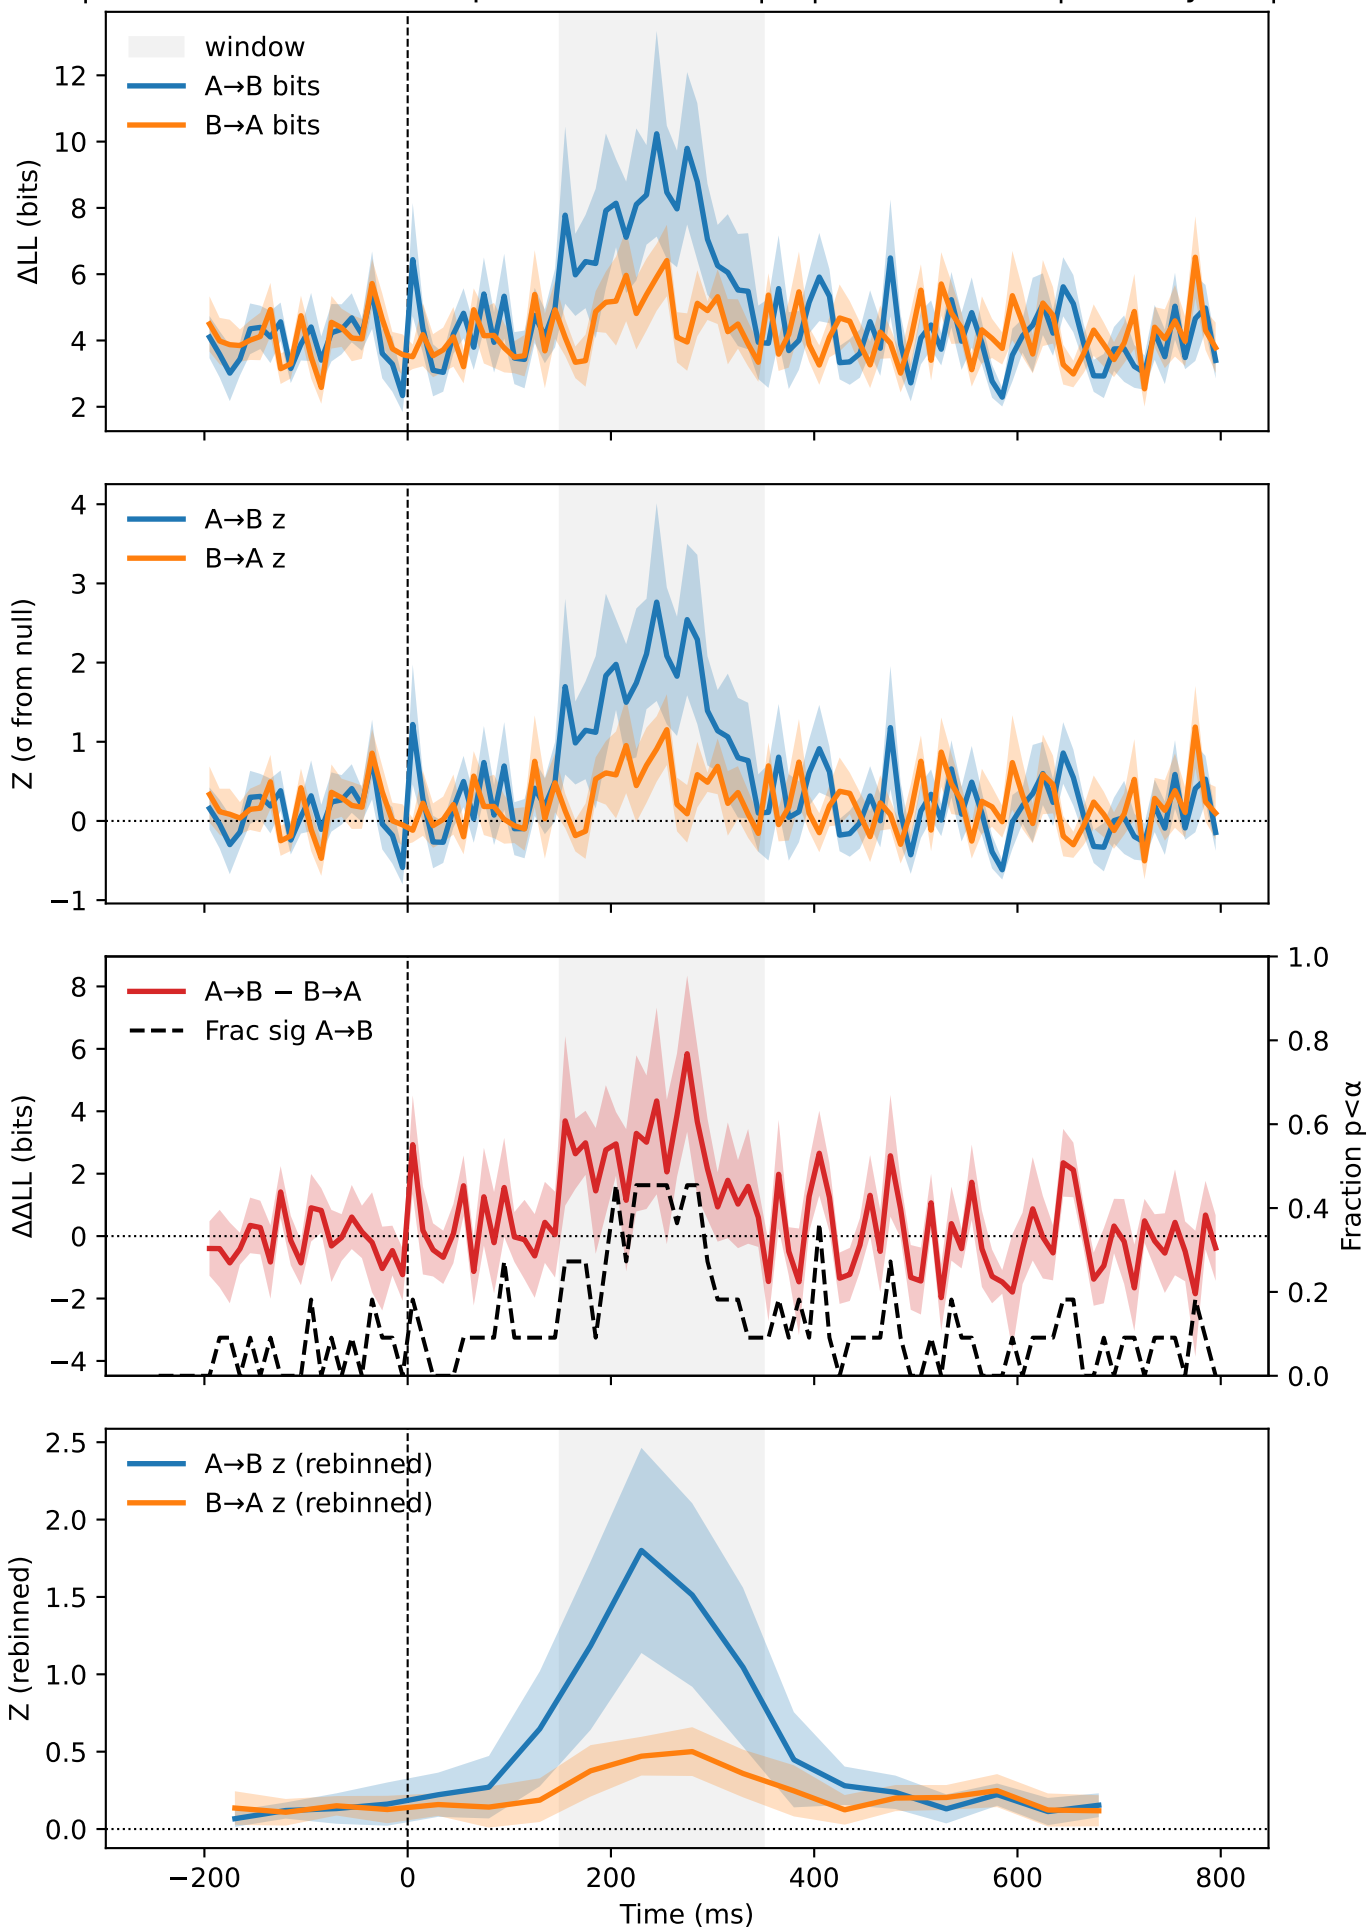 window
A→B bits
B→A bits
12
10
8
6
4
2
ΔLL (bits)
A→B z
B→A z
4
3
2
1
0
−1
Z (σ from null)
A→B − B→A
Frac sig A→B
8
6
4
2
0
−2
−4
ΔΔLL (bits)
1.0
0.8
0.6
0.4
0.2
0.0
Fraction p<α
A→B z (rebinned)
B→A z (rebinned)
2.5
2.0
1.5
1.0
0.5
0.0
Z (rebinned)
−200
0
200
400
600
800
Time (ms)